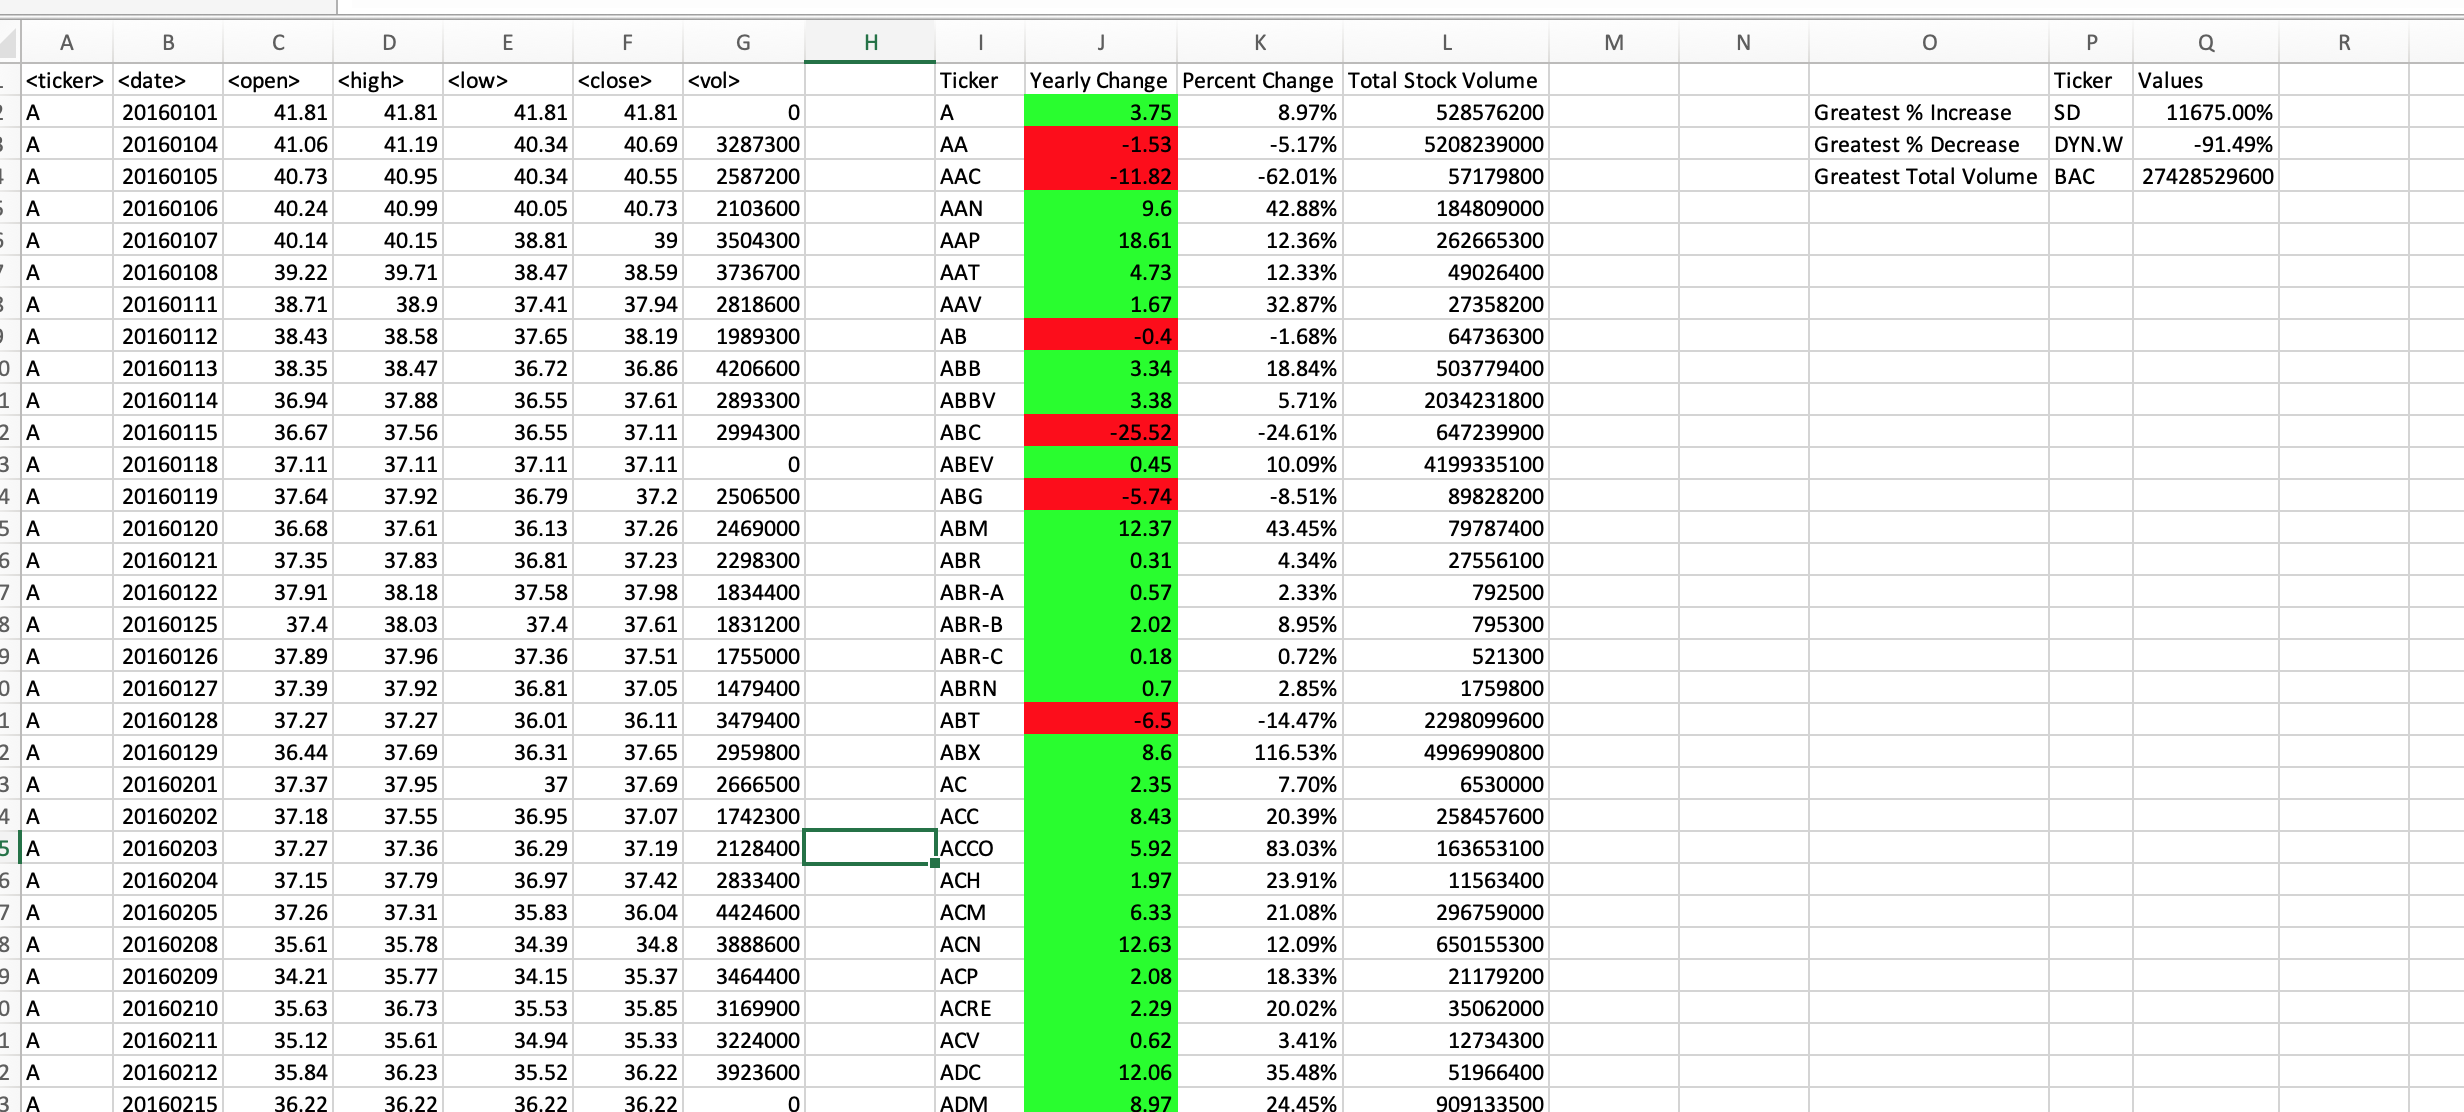 A B C D E F G H I J K L M N O P Q R
<ticker> <date> <open> <high> <low> <close> <vol> Ticker Yearly Change Percent Change Total Stock Volume Ticker Values
A 20160101 41.81 41.81 41.81 41.81 0 A 3.75 8.97% 528576200 Greatest % Increase SD 11675.00%
A 20160104 41.06 41.19 40.34 40.69 3287300 AA -1.53 -5.17% 5208239000 Greatest % Decrease DYN.W -91.49%
A 20160105 40.73 40.95 40.34 40.55 2587200 AAC -11.82 -62.01% 57179800 Greatest Total Volume BAC 27428529600
A 20160106 40.24 40.99 40.05 40.73 2103600 AAN 9.6 42.88% 184809000
A 20160107 40.14 40.15 38.81 39 3504300 AAP 18.61 12.36% 262665300
A 20160108 39.22 39.71 38.47 38.59 3736700 AAT 4.73 12.33% 49026400
A 20160111 38.71 38.9 37.41 37.94 2818600 AAV 1.67 32.87% 27358200
A 20160112 38.43 38.58 37.65 38.19 1989300 AB -0.4 -1.68% 64736300
A 20160113 38.35 38.47 36.72 36.86 4206600 ABB 3.34 18.84% 503779400
A 20160114 36.94 37.88 36.55 37.61 2893300 ABBV 3.38 5.71% 2034231800
A 20160115 36.67 37.56 36.55 37.11 2994300 ABC -25.52 -24.61% 647239900
A 20160118 37.11 37.11 37.11 37.11 0 ABEV 0.45 10.09% 4199335100
A 20160119 37.64 37.92 36.79 37.2 2506500 ABG -5.74 -8.51% 89828200
A 20160120 36.68 37.61 36.13 37.26 2469000 ABM 12.37 43.45% 79787400
A 20160121 37.35 37.83 36.81 37.23 2298300 ABR 0.31 4.34% 27556100
A 20160122 37.91 38.18 37.58 37.98 1834400 ABR-A 0.57 2.33% 792500
A 20160125 37.4 38.03 37.4 37.61 1831200 ABR-B 2.02 8.95% 795300
A 20160126 37.89 37.96 37.36 37.51 1755000 ABR-C 0.18 0.72% 521300
A 20160127 37.39 37.92 36.81 37.05 1479400 ABRN 0.7 2.85% 1759800
A 20160128 37.27 37.27 36.01 36.11 3479400 ABT -6.5 -14.47% 2298099600
A 20160129 36.44 37.69 36.31 37.65 2959800 ABX 8.6 116.53% 4996990800
A 20160201 37.37 37.95 37 37.69 2666500 AC 2.35 7.70% 6530000
A 20160202 37.18 37.55 36.95 37.07 1742300 ACC 8.43 20.39% 258457600
A 20160203 37.27 37.36 36.29 37.19 2128400 ACCO 5.92 83.03% 163653100
A 20160204 37.15 37.79 36.97 37.42 2833400 ACH 1.97 23.91% 11563400
A 20160205 37.26 37.31 35.83 36.04 4424600 ACM 6.33 21.08% 296759000
A 20160208 35.61 35.78 34.39 34.8 3888600 ACN 12.63 12.09% 650155300
A 20160209 34.21 35.77 34.15 35.37 3464400 ACP 2.08 18.33% 21179200
A 20160210 35.63 36.73 35.53 35.85 3169900 ACRE 2.29 20.02% 35062000
A 20160211 35.12 35.61 34.94 35.33 3224000 ACV 0.62 3.41% 12734300
A 20160212 35.84 36.23 35.52 36.22 3923600 ADC 12.06 35.48% 51966400
A 20160215 36.22 36.22 36.22 36.22 0 ADM 8.97 24.45% 909133500